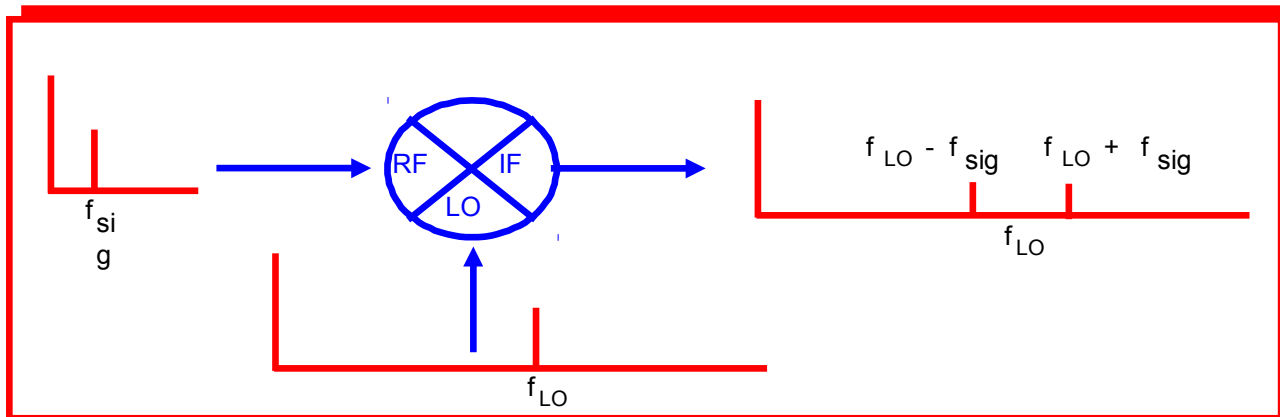 f LO - f sig
f LO + f sig
RF
IF
LO
f si
g
f LO
f LO